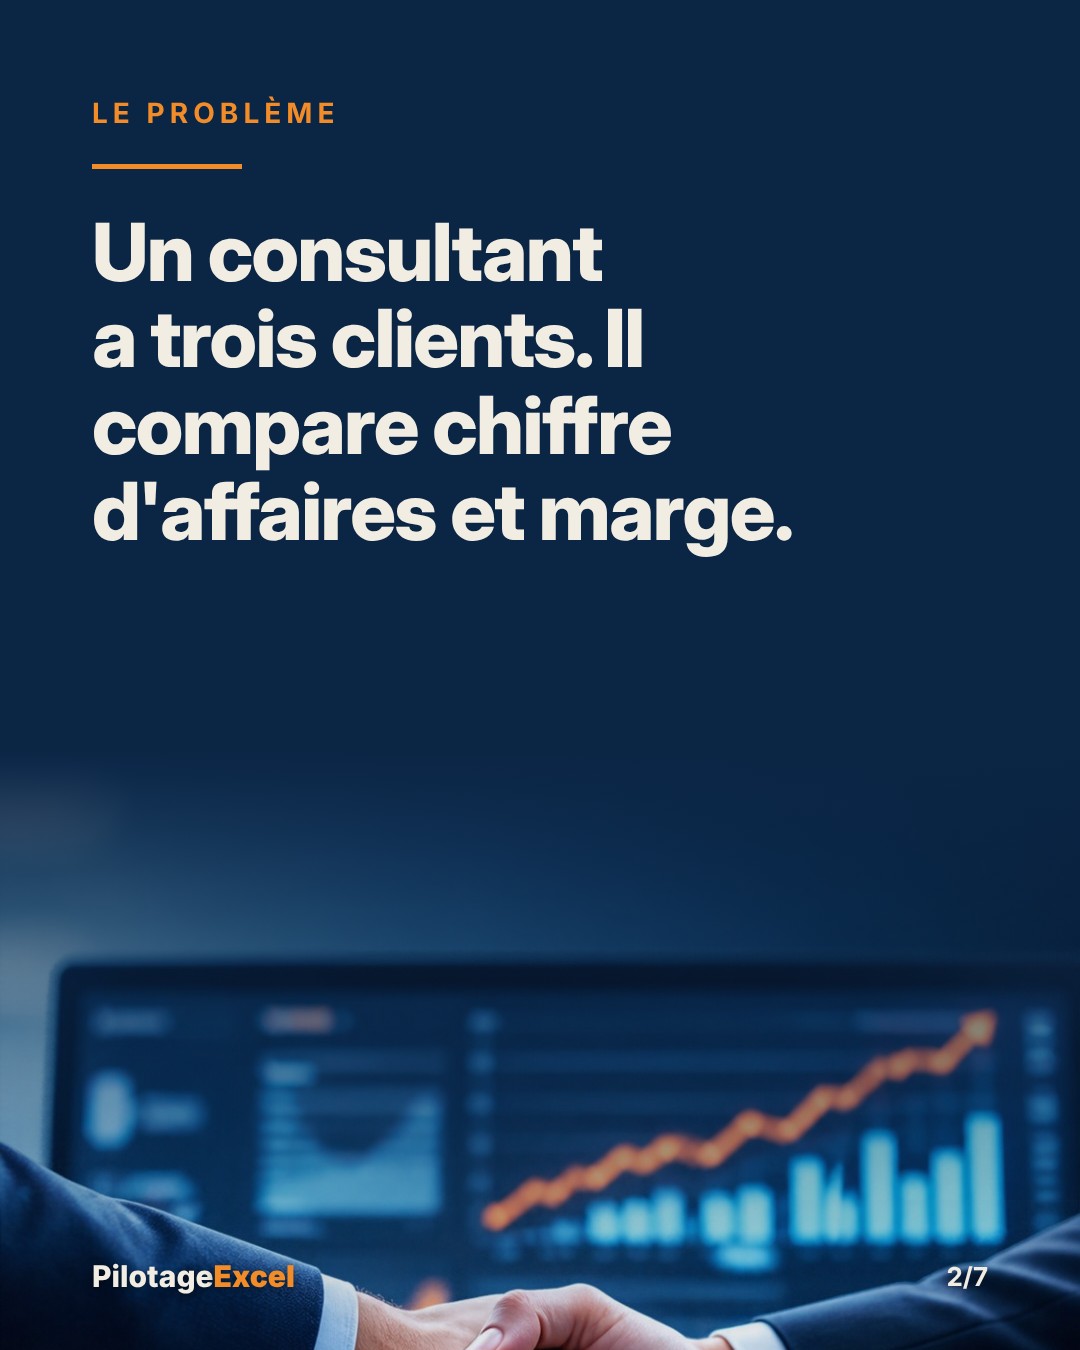 LE PROBLÈME
Un consultant
a trois clients. Il
compare chiffre
d'affaires et marge.
PilotageExcel
2/7